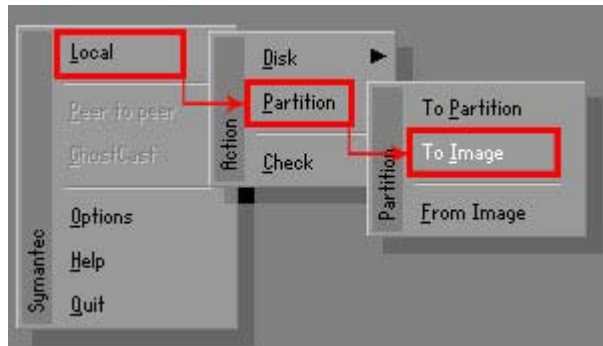 Symantec
Local
Peer to peer
GhostCast
Options
Help
Quit
Action
Disk
Partition
Check
Partition
To Partition
To Image
From Image